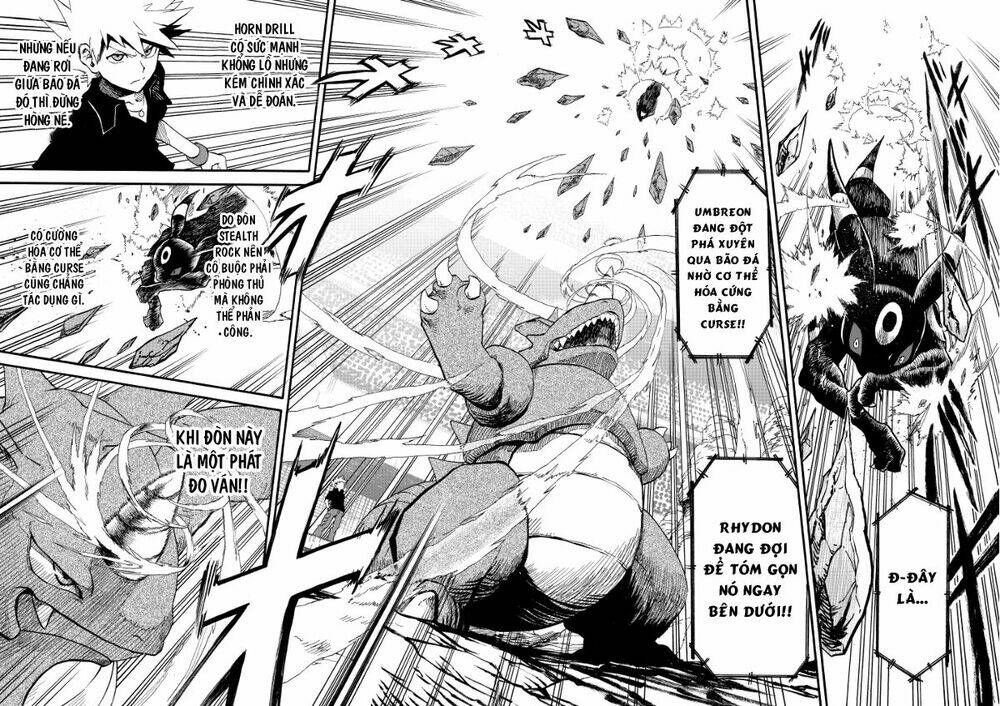 Đ-ĐÂY
LÀ...
UMBREON
ĐANG ĐỘT
PHÁ XUYÊN
QUA BÃO ĐÁ
NHỜ CƠ THỂ
HÓA CỨNG
BẰNG
CURSE!!
RHYDON
ĐANG ĐỢI
ĐỂ TÓM GỌN
NÓ NGAY
BÊN DƯỚI!!
HORN DRILL
CÓ SỨC MẠNH
KHỔNG LỒ NHƯNG
KÉM CHÍNH XÁC
VÀ DỄ ĐOÁN.
NHƯNG NẾU
ĐANG RƠI
GIỮA BÃO ĐÁ
ĐÓ THÌ ĐỪNG
HÒNG NÉ.
DO ĐÒN
STEALTH
ROCK NÊN
CÔ BUỘC PHẢI
PHÒNG THỦ
MÀ KHÔNG
THỂ PHẢN
CÔNG.
CÓ CƯỜNG
HÓA CƠ THỂ
BẰNG CURSE
CŨNG CHẲNG
TÁC DỤNG GÌ.
KHI ĐÒN NÀY
LÀ MỘT PHÁT
ĐO VÁN!!